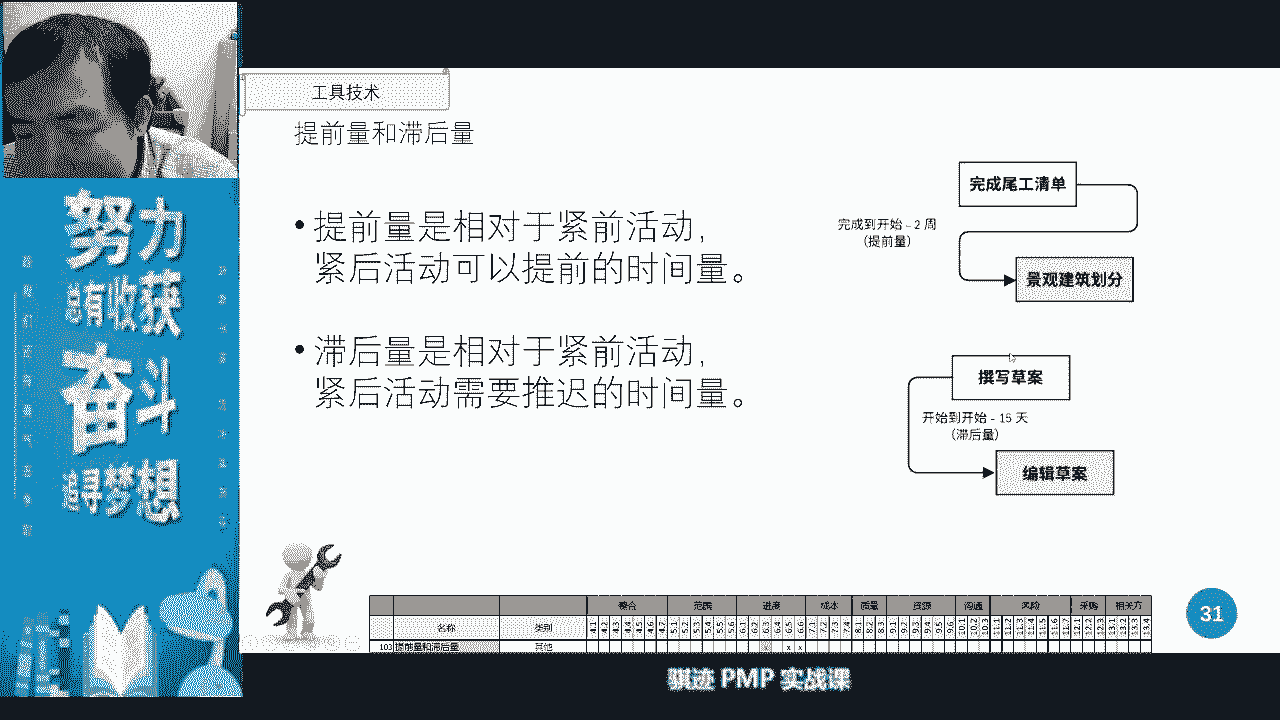 工具技术
提前量和滞后量
• 提前量是相对于紧前活动，
紧后活动可以提前的时间量。
• 滞后量是相对于紧前活动，
紧后活动需要推迟的时间量。
完成尾工清单
完成到开始 – 2 周
（提前量）
景观建筑划分
撰写草案
开始到开始 - 15 天
（滞后量）
编辑草案
努力
总有收获
奋斗
追寻梦想
整合 范围 进度 成本 质量 资源 沟通 风险 采购 相关方
名称 类别 4.1 4.2 4.3 4.4 4.5 4.6 4.7 5.1 5.2 5.3 5.4 5.5 5.6 6.1 6.2 6.3 6.4 6.5 6.6 7.1 7.2 7.3 7.4 8.1 8.2 8.3 9.1 9.2 9.3 9.4 9.5 9.6 10.1 10.2 10.3 11.1 11.2 11.3 11.4 11.5 11.6 11.7 12.1 12.2 12.3 13.1 13.2 13.3 13.4
103 提前量和滞后量 其他 x x
31
骐迹 PMP 实战课